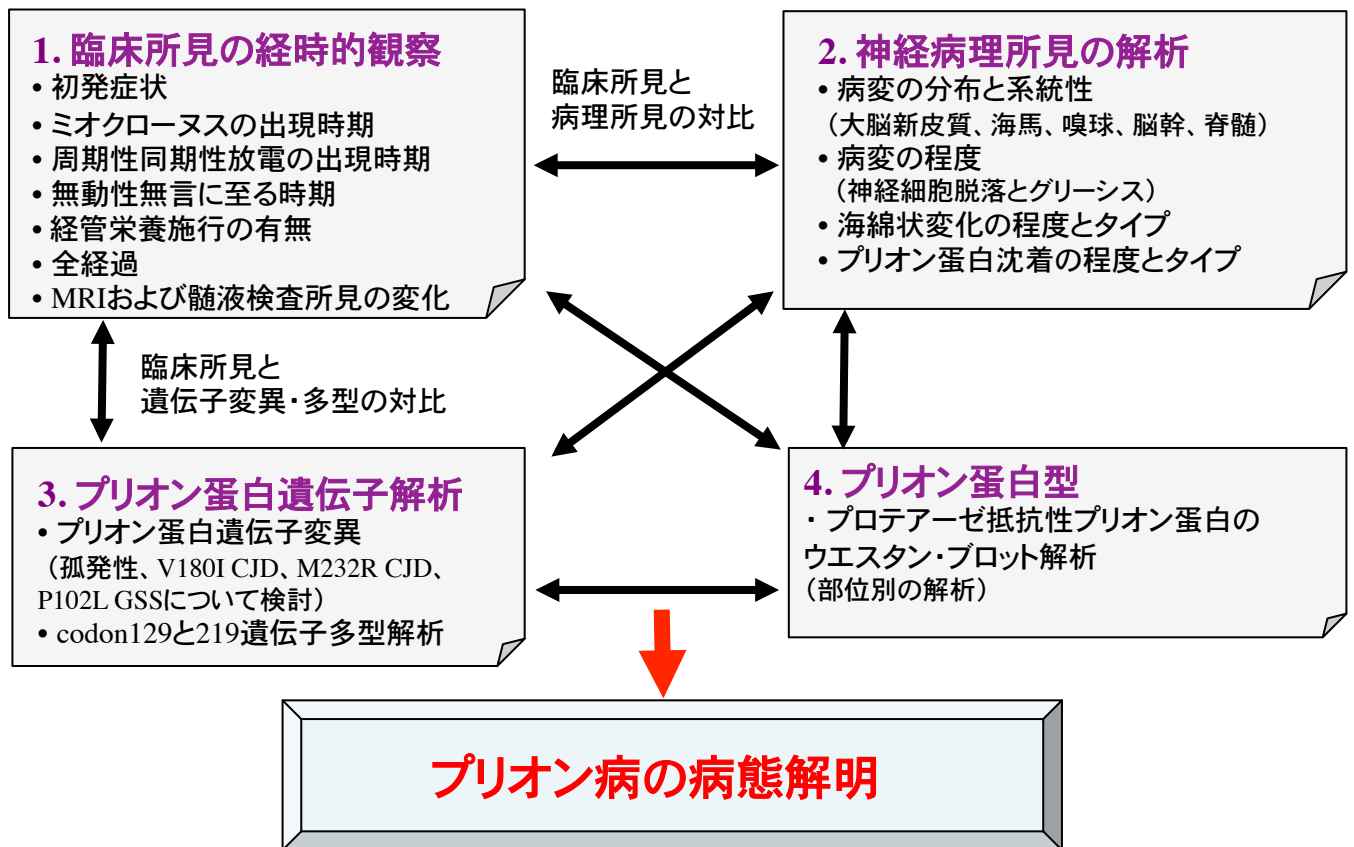 1. 臨床所見の経時的観察
• 初発症状
• ミオクローヌスの出現時期
• 周期性同期性放電の出現時期
• 無動性無言に至る時期
• 経管栄養施行の有無
• 全経過
• MRIおよび髄液検査所見の変化
臨床所見と
病理所見の対比
2. 神経病理所見の解析
• 病変の分布と系統性
（大脳新皮質、海馬、嗅球、脳幹、脊髄）
• 病変の程度
（神経細胞脱落とグリーシス）
• 海綿状変化の程度とタイプ
• プリオン蛋白沈着の程度とタイプ
臨床所見と
遺伝子変異・多型の対比
3. プリオン蛋白遺伝子解析
• プリオン蛋白遺伝子変異
（孤発性、V180I CJD、M232R CJD、
P102L GSSについて検討）
• codon129と219遺伝子多型解析
4. プリオン蛋白型
・ プロテアーゼ抵抗性プリオン蛋白の
ウエスタン・ブロット解析
（部位別の解析）
プリオン病の病態解明